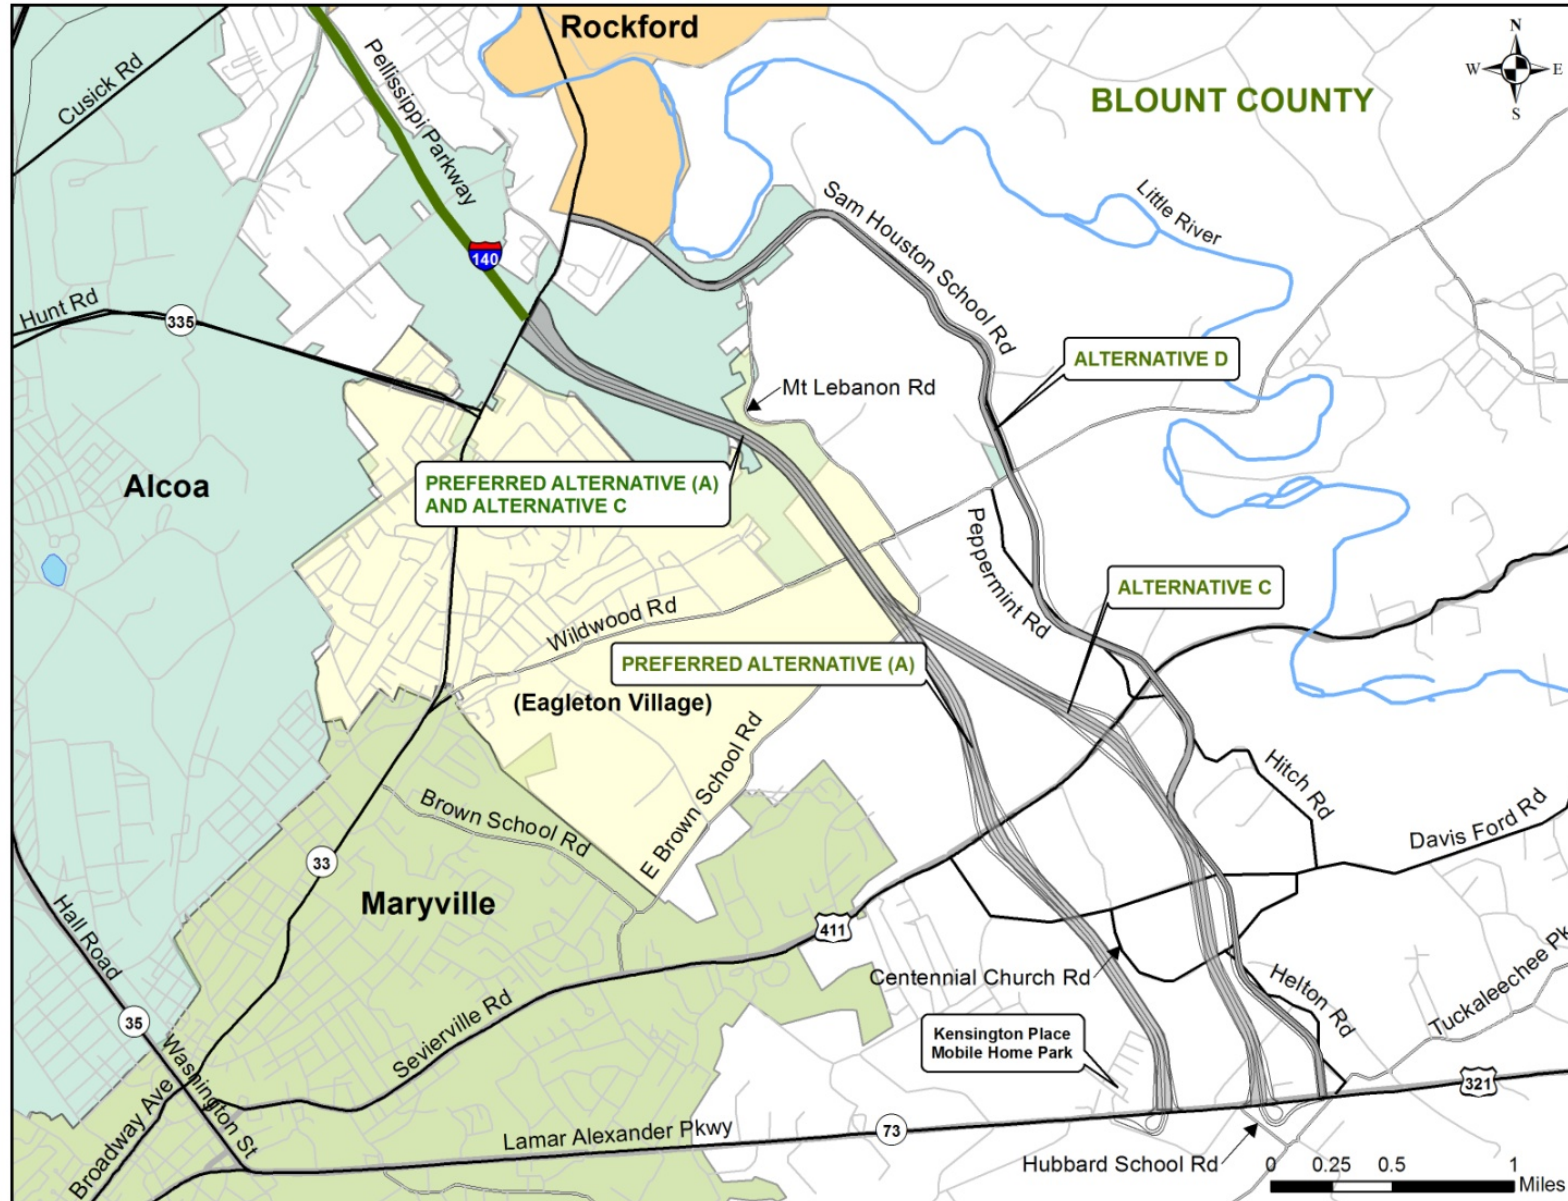 Rockford
N
W
E
S
BLOUNT COUNTY
Cusick Rd
Pellissippi Parkway
Little River
Sam Houston School Rd
140
Hunt Rd
335
ALTERNATIVE D
Mt Lebanon Rd
Alcoa
PREFERRED ALTERNATIVE (A)
AND ALTERNATIVE C
Peppermint Rd
ALTERNATIVE C
Wildwood Rd
PREFERRED ALTERNATIVE (A)
(Eagleton Village)
Hitch Rd
Brown School Rd
E Brown School Rd
Davis Ford Rd
33
Maryville
Hall Road
411
Centennial Church Rd
Helton Rd
Tuckaleechee Pk
35
Sevierville Rd
Kensington Place
Mobile Home Park
Washington St
Broadway Ave
321
Lamar Alexander Pkwy
73
Hubbard School Rd
0 0.25 0.5 1
Miles